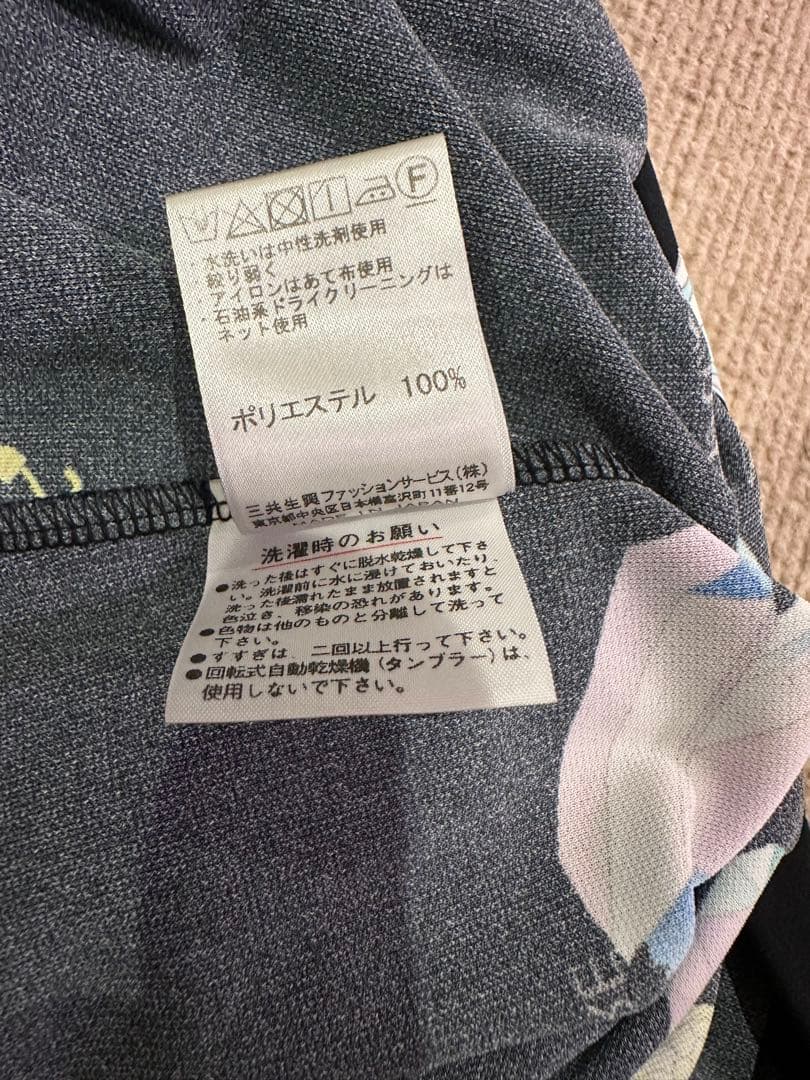 F
・水洗いは中性洗剤使用
絞り弱く
・アイロンはあて布使用
・石油系ドライクリーニングは
ネット使用
ポリエステル 100%
三共生興ファッションサービス(株)
東京都中央区日本橋富沢町11番12号
MADE IN JAPAN
洗濯時のお願い
●洗った後はすぐに脱水乾燥して下さ
い。洗濯前に水に浸けておいたり、
洗った後濡れたまま放置されますと
色泣き、移染の恐れがあります。
●色物は他のものと分離して洗って
下さい。
●すすぎは、二回以上行って下さい。
●回転式自動乾燥機(タンブラー)は、
使用しないで下さい。